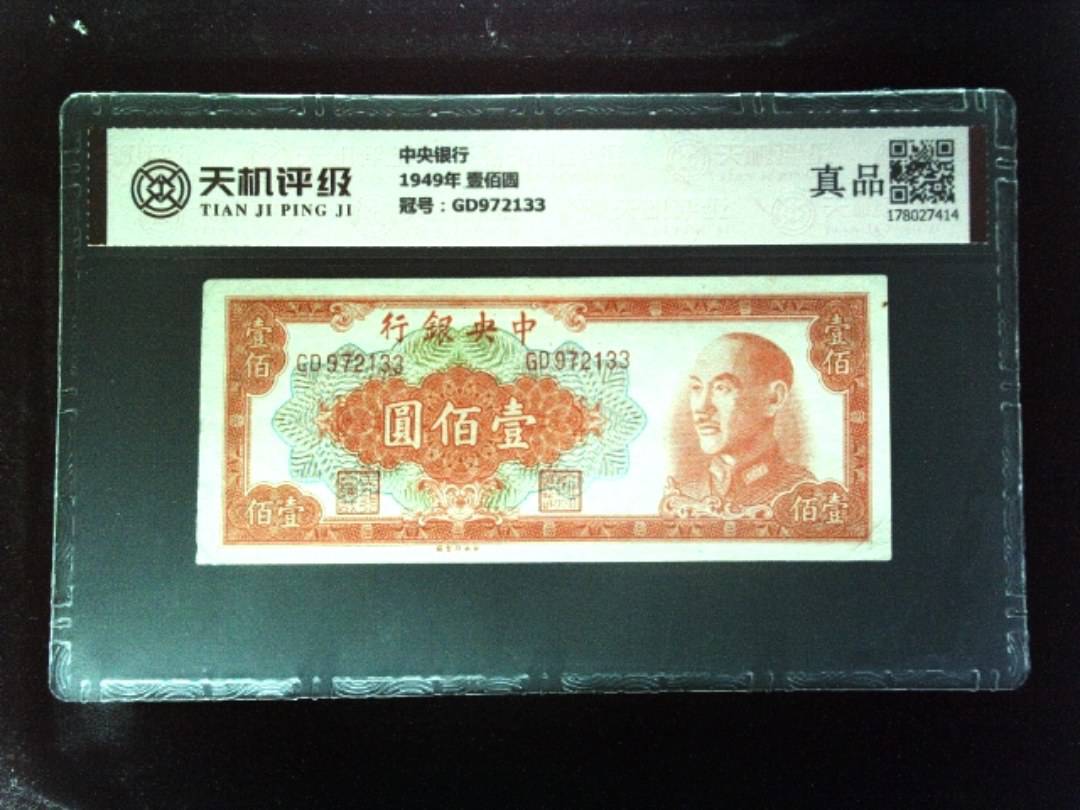 天机评级
TIAN JI PING JI
中央银行
1949年 壹佰圆
冠号：GD972133
真品
178027414
行銀央中
壹佰
壹佰
GD972133
GD972133
圓佰壹
佰壹
佰壹